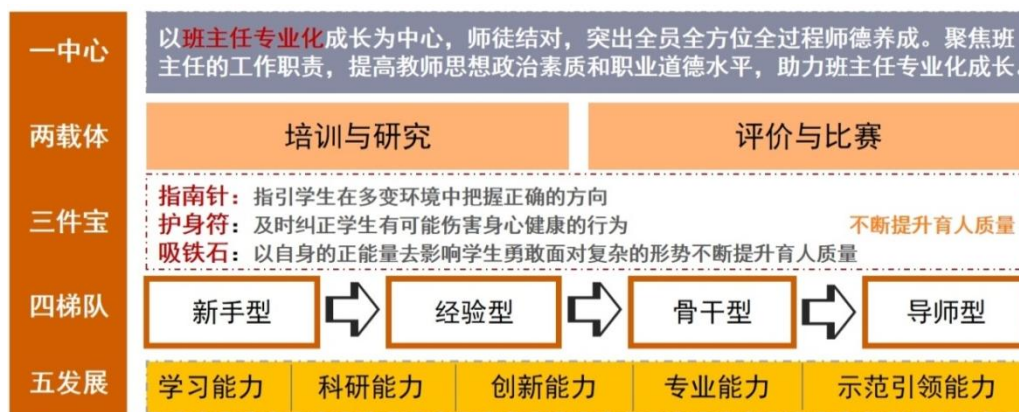 一中心
以班主任专业化成长为中心，师徒结对，突出全员全方位全过程师德养成。聚焦班
主任的工作职责，提高教师思想政治素质和职业道德水平，助力班主任专业化成长。
两载体
培训与研究
评价与比赛
三件宝
指南针：指引学生在多变环境中把握正确的方向
护身符：及时纠正学生有可能伤害身心健康的行为
不断提升育人质量
吸铁石：以自身的正能量去影响学生勇敢面对复杂的形势不断提升育人质量
四梯队
新手型
经验型
骨干型
导师型
五发展
学习能力
科研能力
创新能力
专业能力
示范引领能力